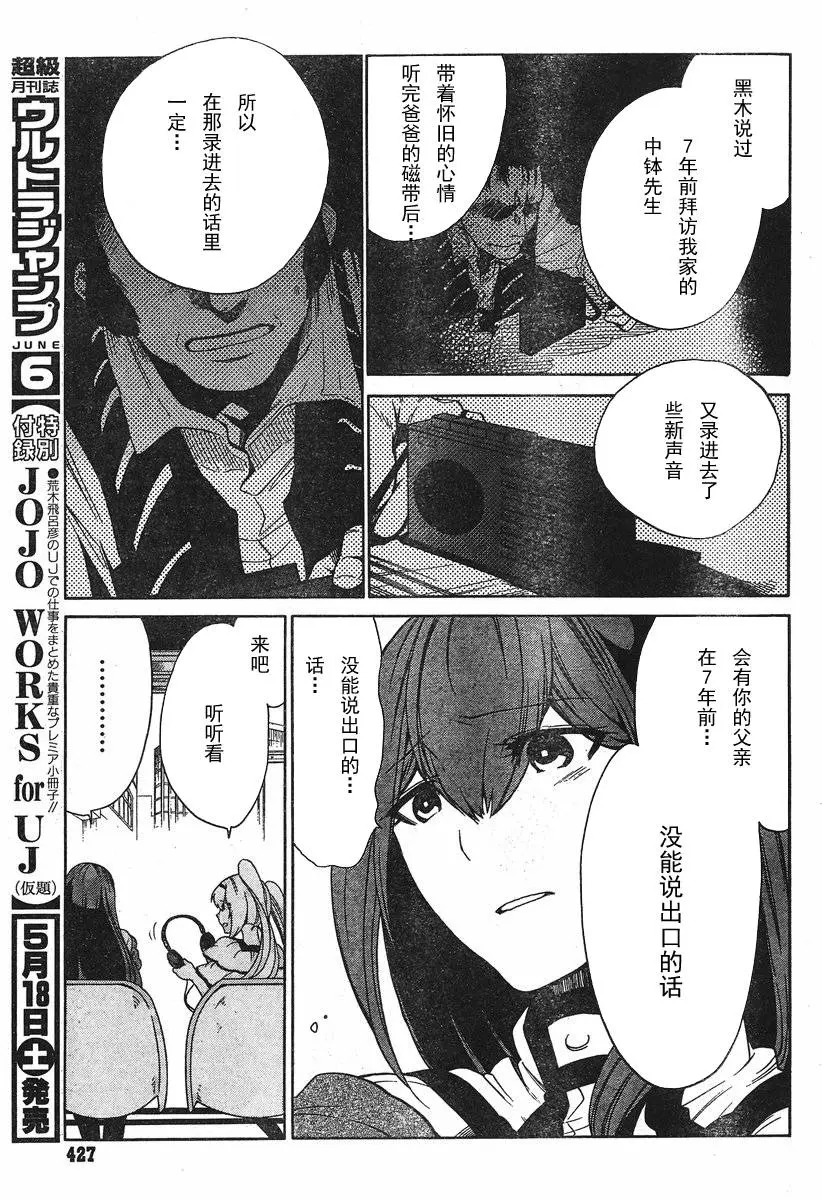 黑木说过
7年前拜访我家的
中钵先生
带着怀旧的心情
听完爸爸的磁带后…
又录进去了
些新声音
所以
在那录进去的话里
一定…
会有你的父亲
在7年前…
没能说出口的话
没能说出口的…
话…
来吧
听听看
…………
超級
月刊誌
ウルトラジャンプ
JUNE
6
特別
付録
●荒木飛呂彦のUJでの仕事をまとめた貴重なプレミア小冊子!!
JOJO WORKS for UJ
(仮題)
5月18日(土)発売
427